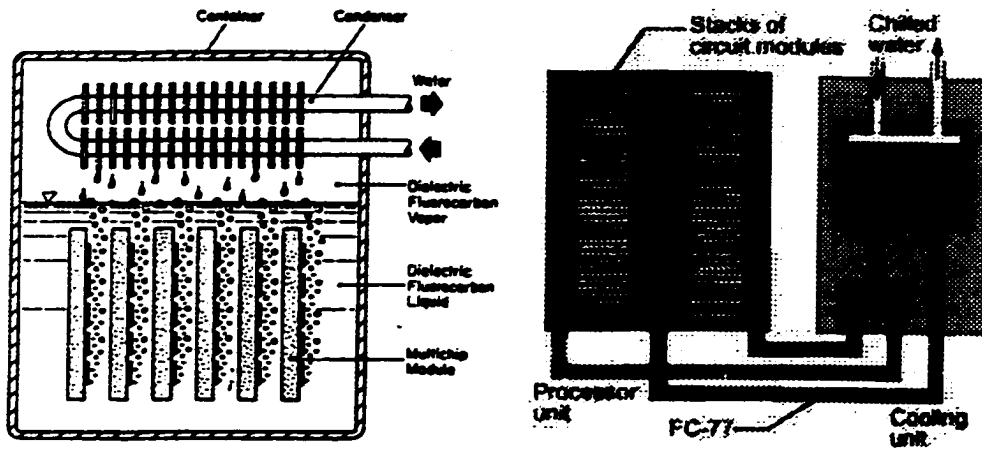 Container
Condenser
Water
Dielectric
Fluorocarbon
Vapor
Dielectric
Fluorocarbon
Liquid
Multichip
Module
Stacks of
circuit modules
Chilled
water
Processor
unit
FC-77
Cooling
unit